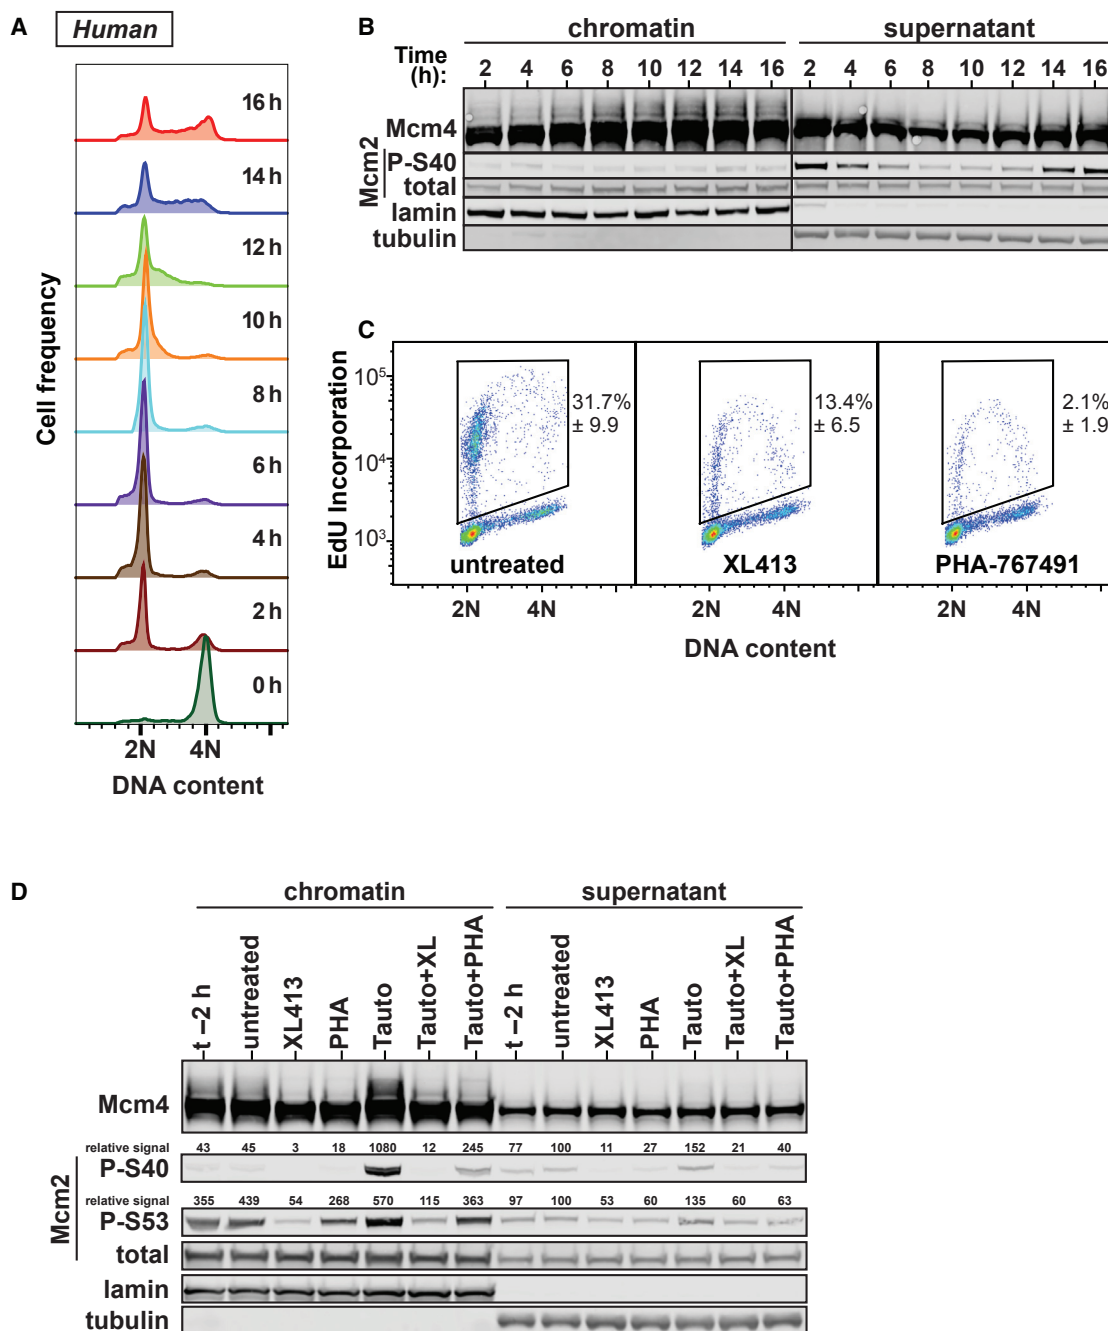 A
Human
16 h
14 h
12 h
10 h
8 h
6 h
4 h
2 h
0 h
Cell frequency
2N 4N
DNA content
B
chromatin supernatant
Time (h): 2 4 6 8 10 12 14 16 2 4 6 8 10 12 14 16
Mcm4
Mcm2
P-S40
total
lamin
tubulin
C
EdU Incorporation
10⁵
10⁴
10³
31.7% ± 9.9
untreated
13.4% ± 6.5
XL413
2.1% ± 1.9
PHA-767491
2N 4N 2N 4N 2N 4N
DNA content
D
chromatin supernatant
t –2 h untreated XL413 PHA Tauto Tauto+XL Tauto+PHA t –2 h untreated XL413 PHA Tauto Tauto+XL Tauto+PHA
Mcm4
relative signal 43 45 3 18 1080 12 245 77 100 11 27 152 21 40
Mcm2
P-S40
relative signal 355 439 54 268 570 115 363 97 100 53 60 135 60 63
P-S53
total
lamin
tubulin